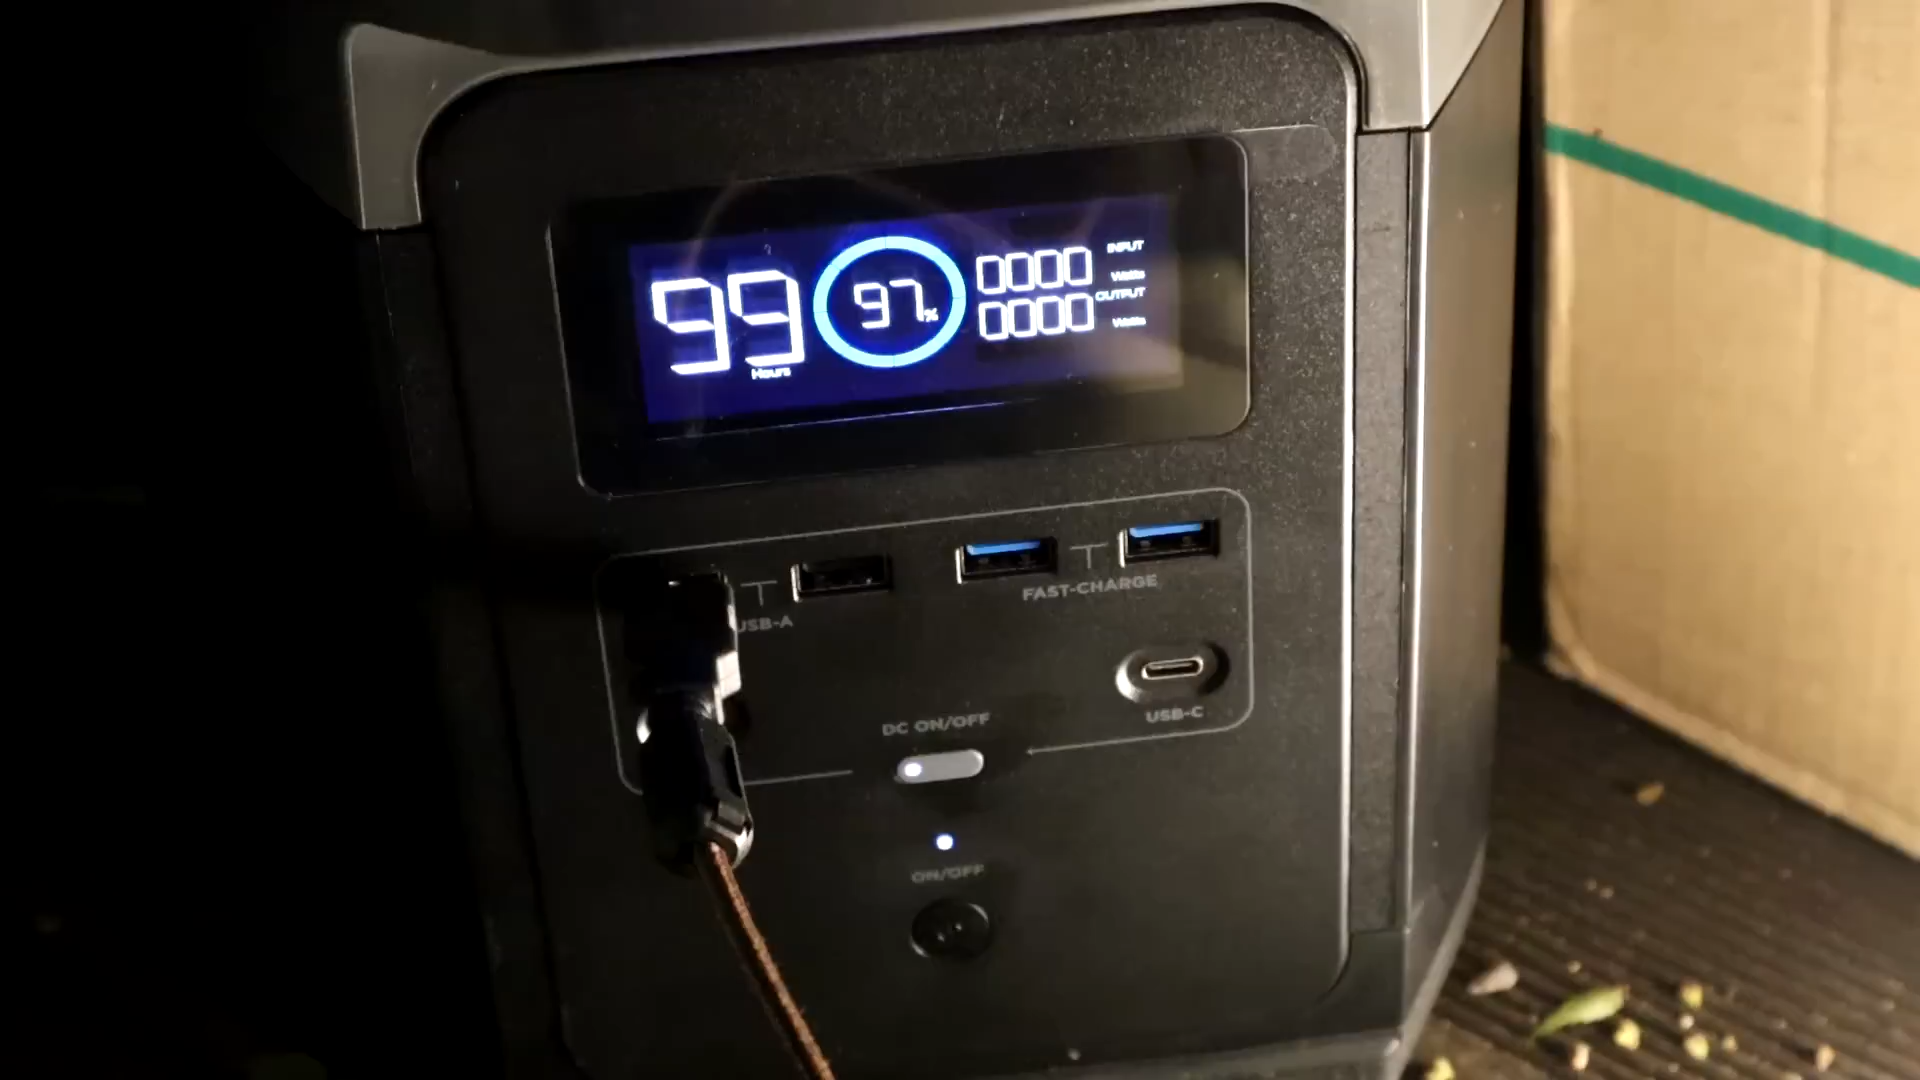 99
Hours
97%
0000
INPUT
Watts
0000
OUTPUT
Watts
USB-A
FAST-CHARGE
USB-C
DC ON/OFF
ON/OFF